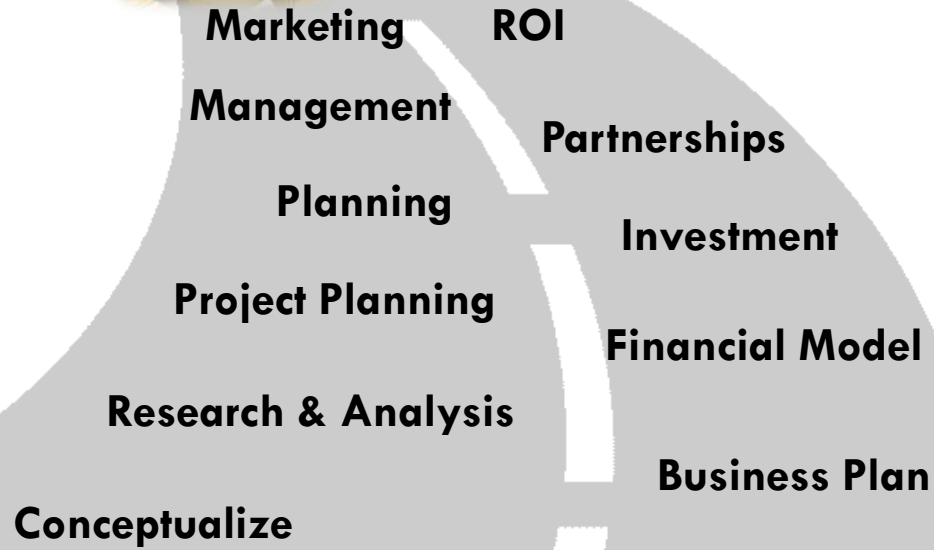 Marketing
ROI
Management
Partnerships
Planning
Investment
Project Planning
Financial Model
Research & Analysis
Business Plan
Conceptualize